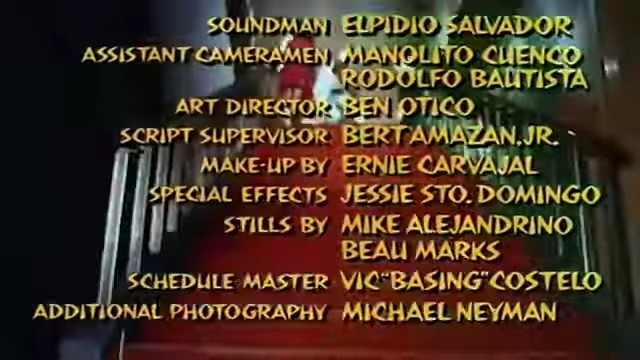 SOUNDMAN ELPIDIO SALVADOR
ASSISTANT CAMERAMEN MANOLITO CUENCO
RODOLFO BAUTISTA
ART DIRECTOR BEN OTICO
SCRIPT SUPERVISOR BERT AMAZAN, JR.
MAKE-UP BY ERNIE CARVAJAL
SPECIAL EFFECTS JESSIE STO. DOMINGO
STILLS BY MIKE ALEJANDRINO
BEAU MARKS
SCHEDULE MASTER VIC "BASING" COSTELO
ADDITIONAL PHOTOGRAPHY MICHAEL NEYMAN